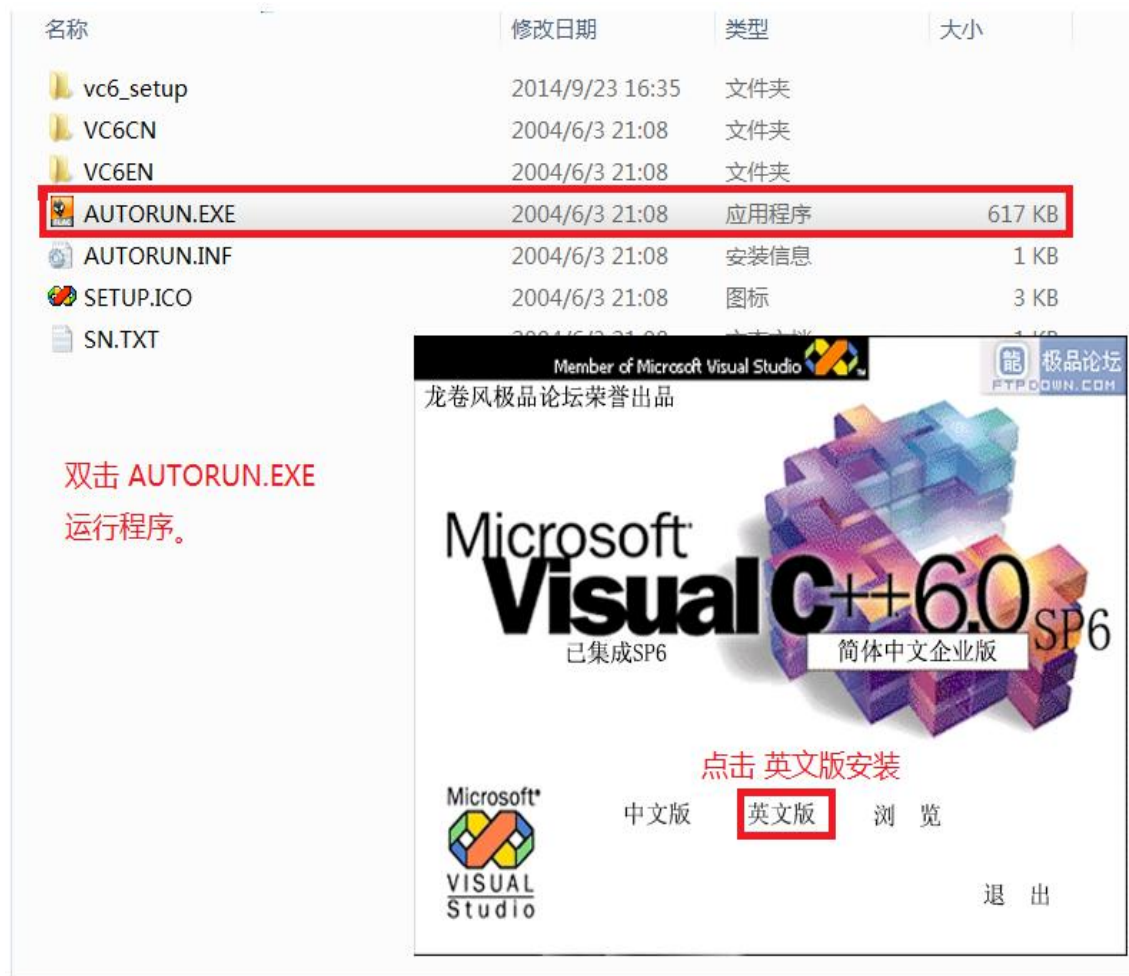 名称 修改日期 类型 大小
vc6_setup 2014/9/23 16:35 文件夹
VC6CN 2004/6/3 21:08 文件夹
VC6EN 2004/6/3 21:08 文件夹
AUTORUN.EXE 2004/6/3 21:08 应用程序 617 KB
AUTORUN.INF 2004/6/3 21:08 安装信息 1 KB
SETUP.ICO 2004/6/3 21:08 图标 3 KB
SN.TXT
Member of Microsoft Visual Studio
龍 极品论坛
FTPDOWN.COM
龙卷风极品论坛荣誉出品
双击 AUTORUN.EXE
运行程序。
Microsoft
Visual C++6.0 SP6
已集成SP6
简体中文企业版
点击 英文版安装
中文版 英文版 浏 览
Microsoft
VISUAL
Studio
退 出